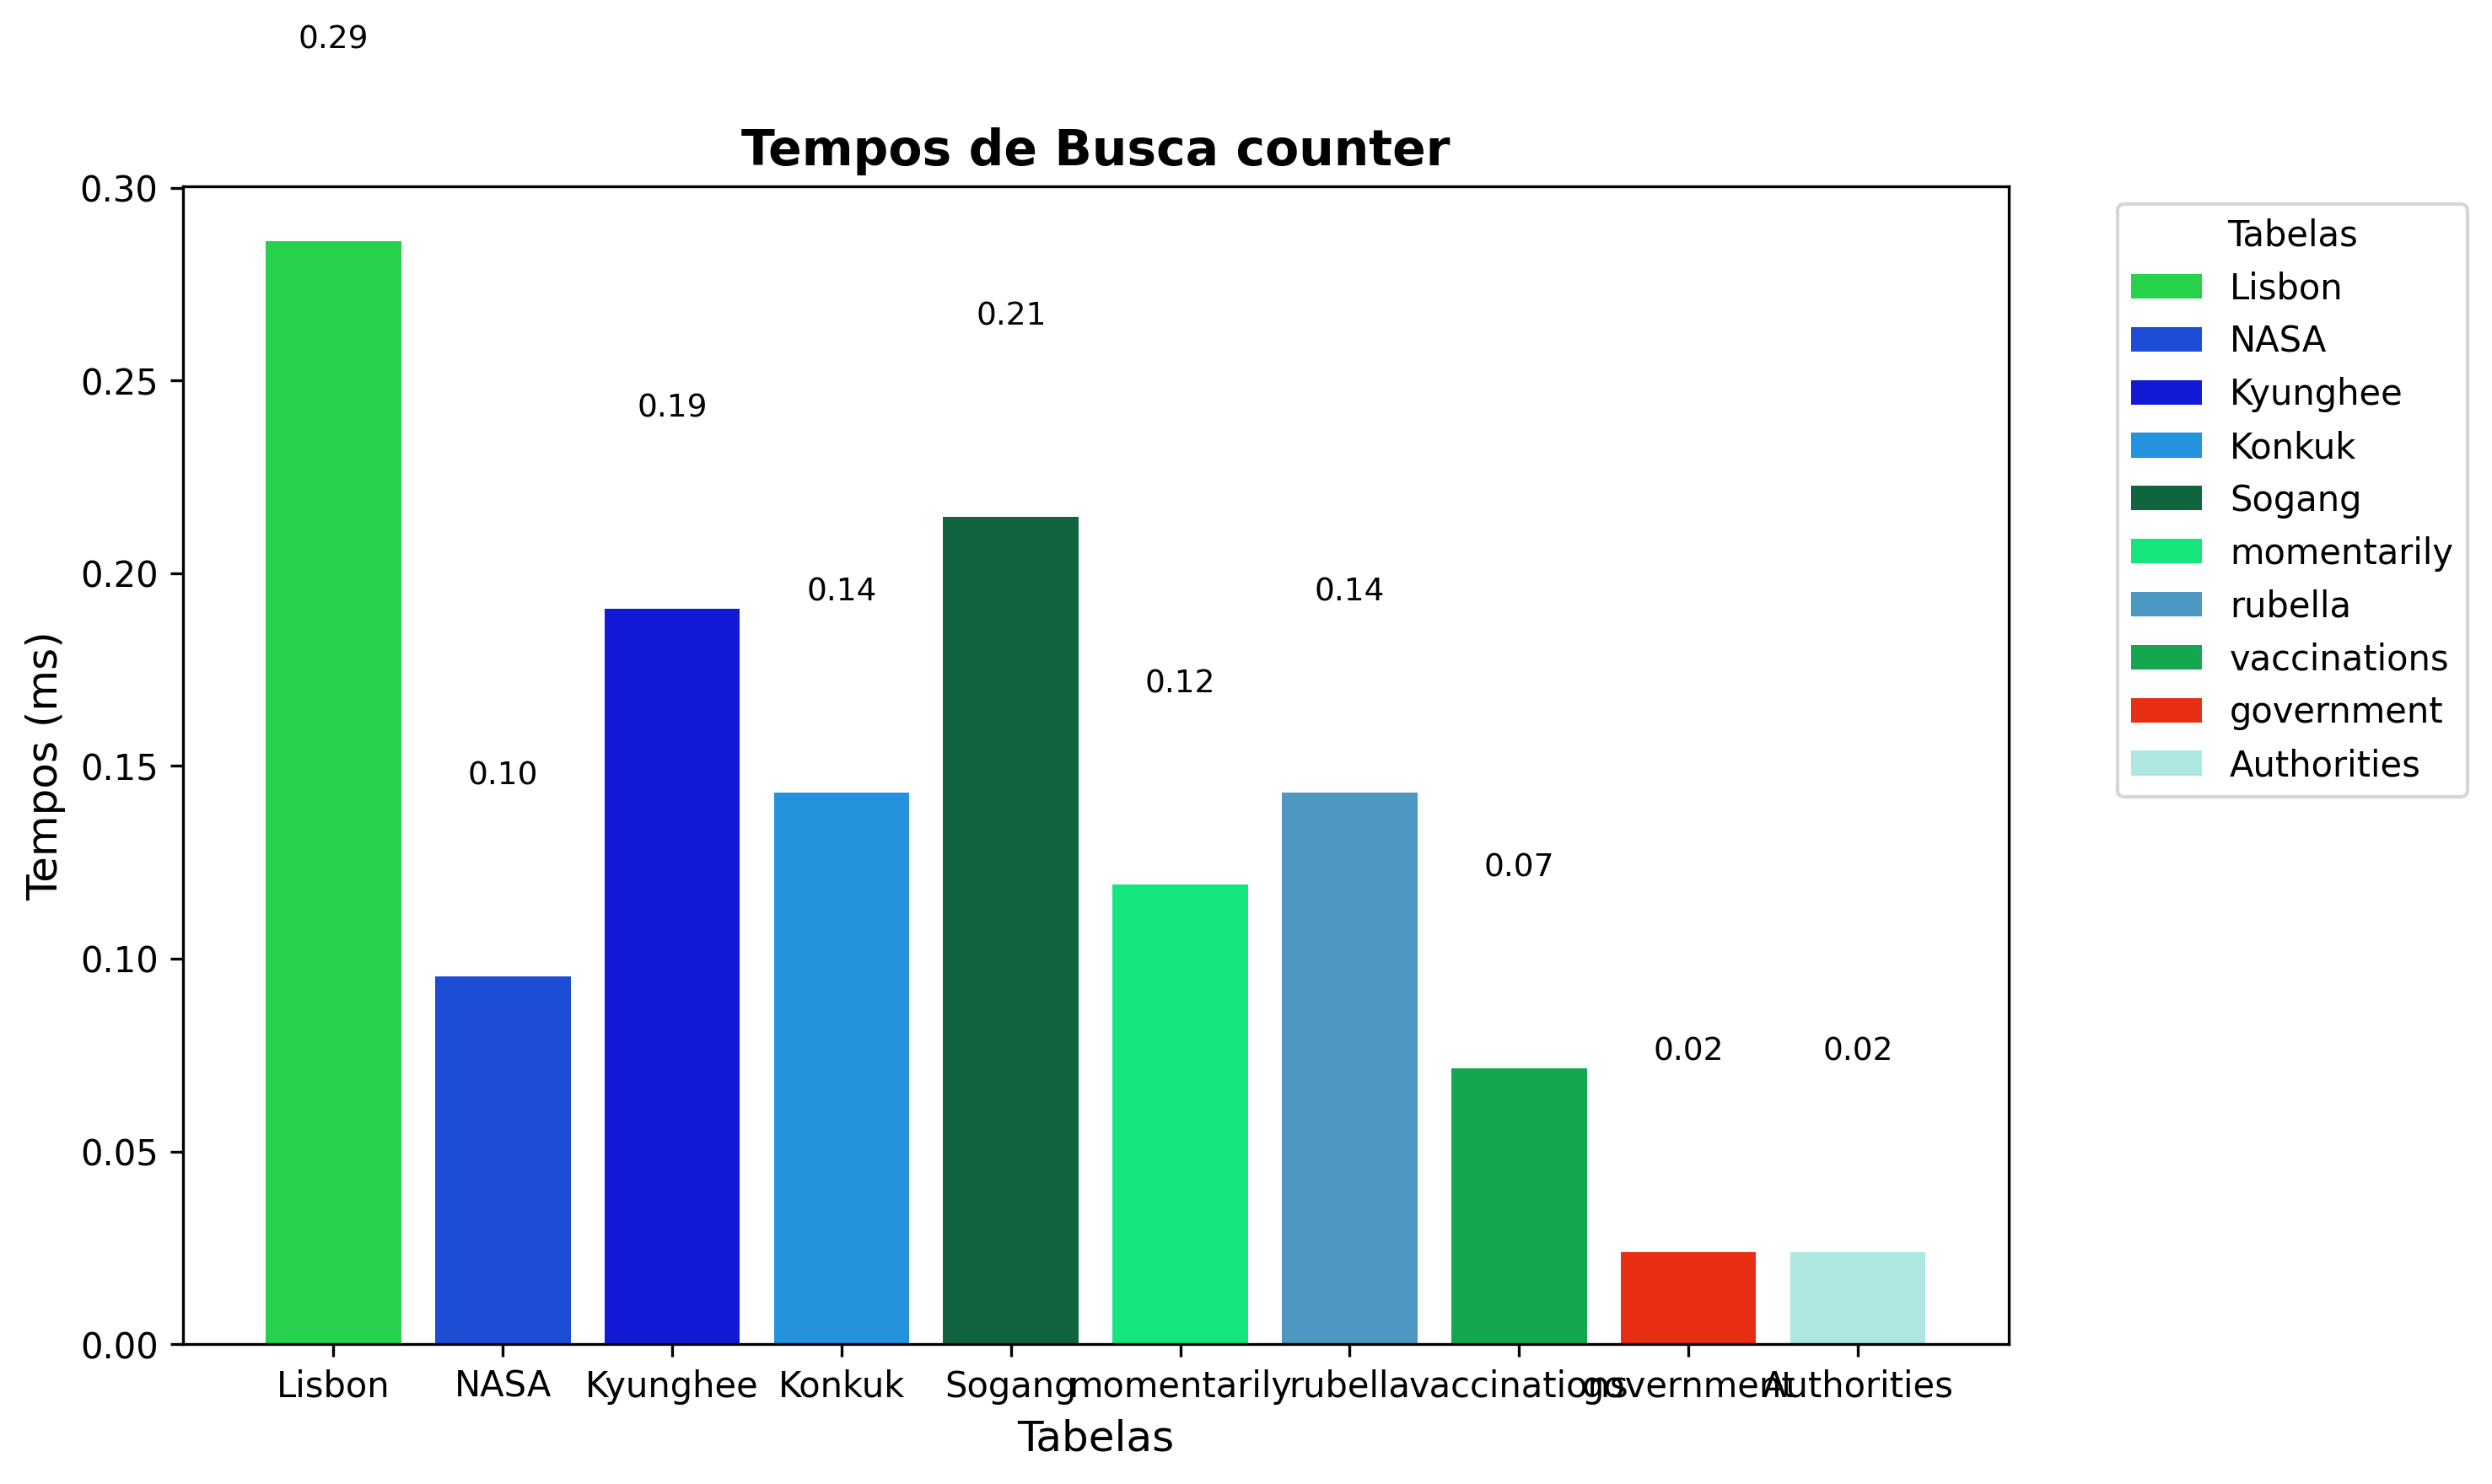 0.29
Tempos de Busca counter
0.30
0.25
0.20
0.15
0.10
0.05
0.00
Tempos (ms)
0.10
0.19
0.14
0.21
0.12
0.14
0.07
0.02
0.02
Lisbon
NASA
Kyunghee
Konkuk
Sogang
momentarily
rubella
vaccinations
government
Authorities
Tabelas
Tabelas
Lisbon
NASA
Kyunghee
Konkuk
Sogang
momentarily
rubella
vaccinations
government
Authorities